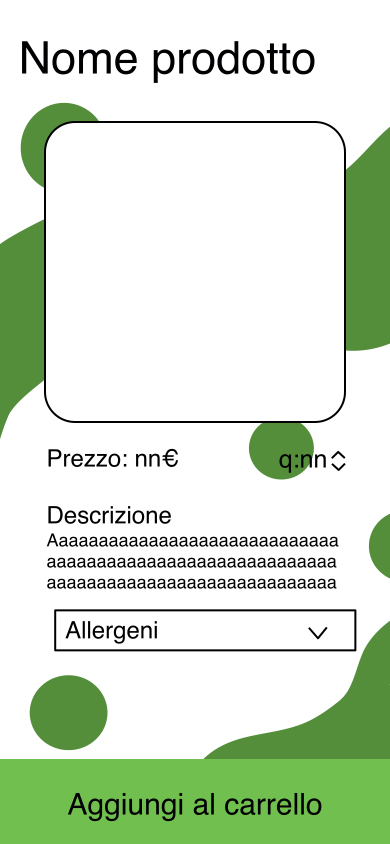 Nome prodotto
Prezzo: nn€ q:nn
Descrizione
Aaaaaaaaaaaaaaaaaaaaaaaaaaaaa
aaaaaaaaaaaaaaaaaaaaaaaaaaaaa
aaaaaaaaaaaaaaaaaaaaaaaaaaaaa
Allergeni
Aggiungi al carrello